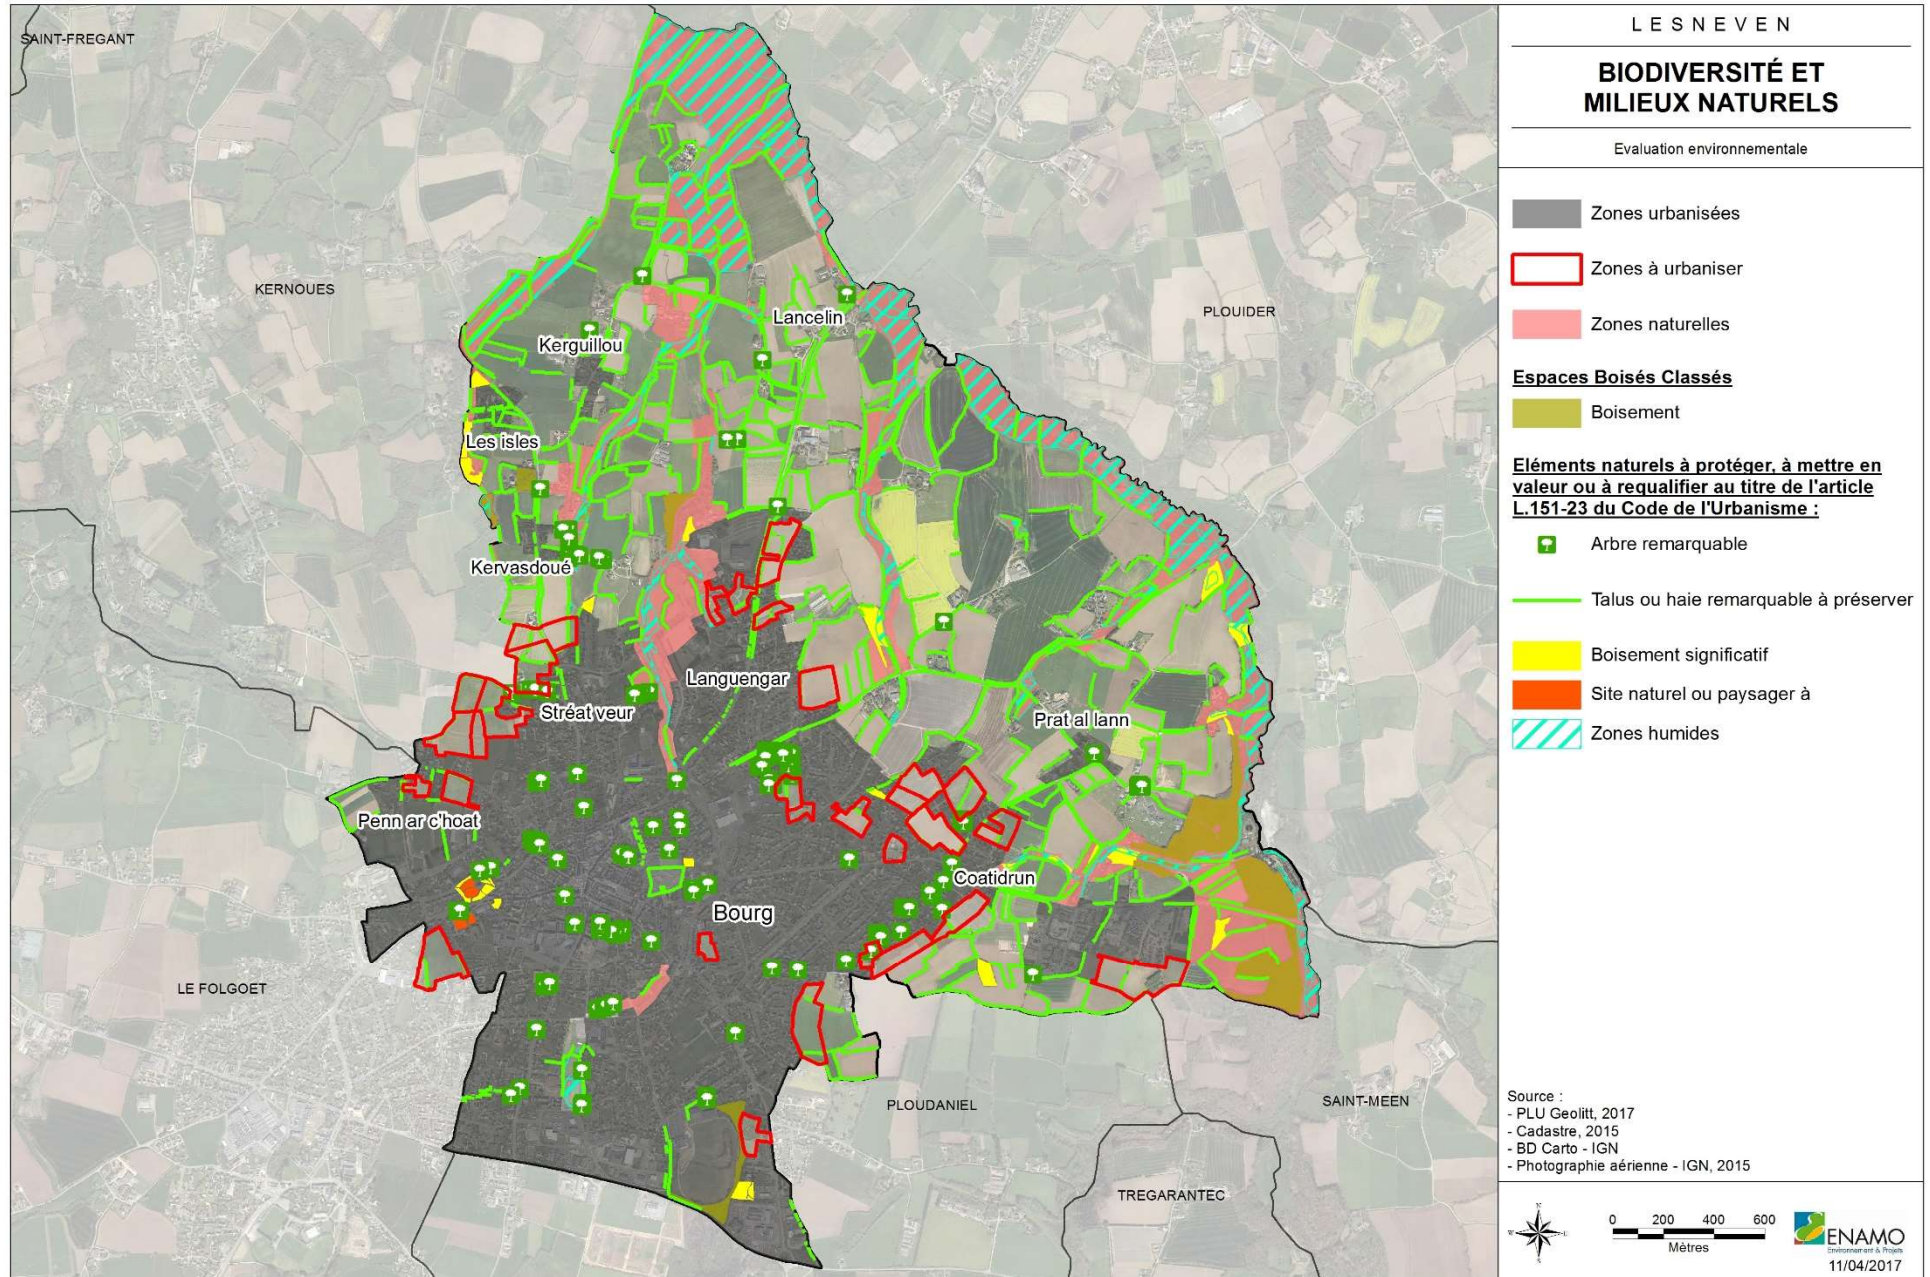 SAINT-FREGANT
KERNOUES
PLOUIDER
Lancelin
Kerguillou
Les isles
Kervasdoué
Languengar
Stréat veur
Prat al lann
Penn ar c'hoat
Coatidrun
Bourg
LE FOLGOET
PLOUDANIEL
SAINT-MEEN
TREGARANTEC
LESNEVEN
BIODIVERSITÉ ET
MILIEUX NATURELS
Evaluation environnementale
Zones urbanisées
Zones à urbaniser
Zones naturelles
Espaces Boisés Classés
Boisement
Eléments naturels à protéger, à mettre en
valeur ou à requalifier au titre de l'article
L.151-23 du Code de l'Urbanisme :
Arbre remarquable
Talus ou haie remarquable à préserver
Boisement significatif
Site naturel ou paysager à
Zones humides
Source :
- PLU Geolitt, 2017
- Cadastre, 2015
- BD Carto - IGN
- Photographie aérienne - IGN, 2015
0 200 400 600
Mètres
ENAMO
Environnement & Projets
11/04/2017